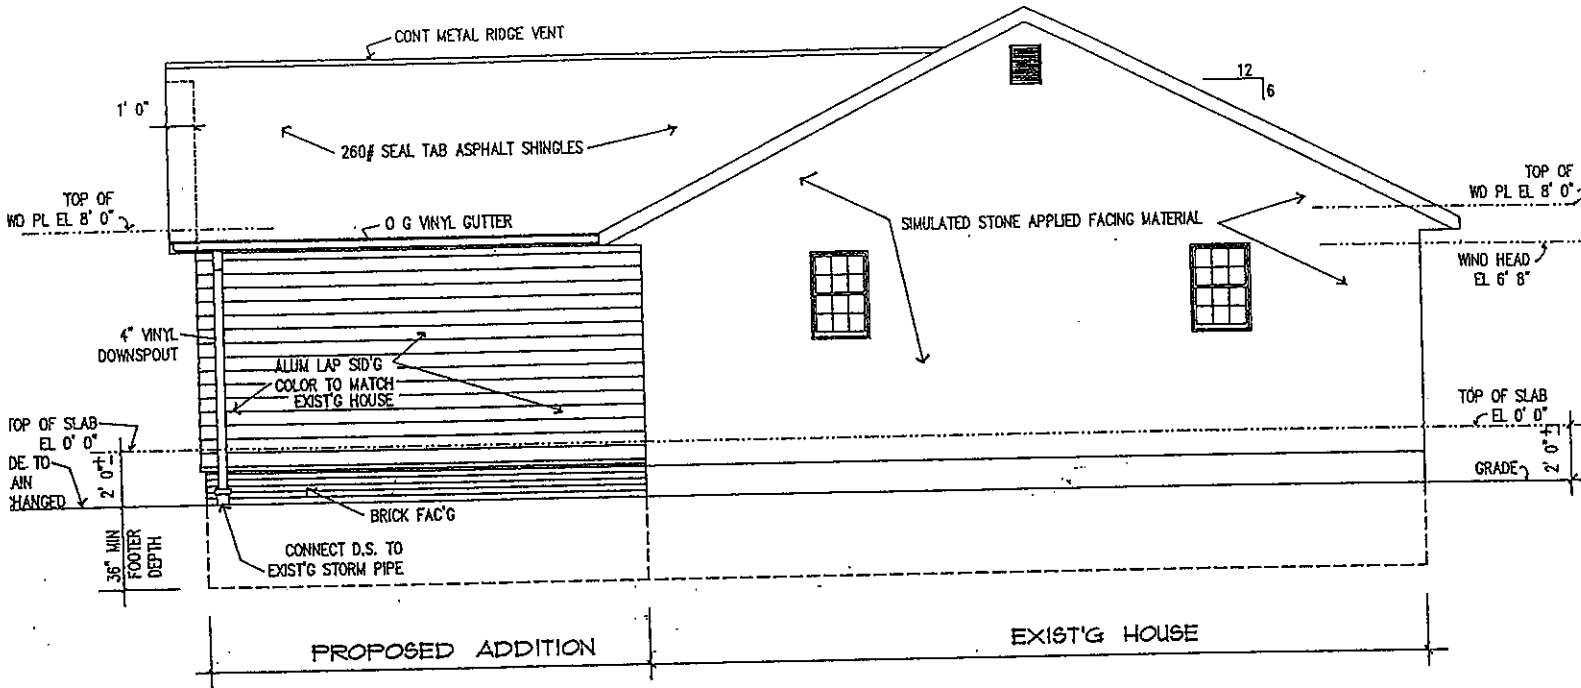 CONT METAL RIDGE VENT
12
6
1' 0"
260# SEAL TAB ASPHALT SHINGLES
TOP OF
WD PL EL 8' 0"
O G VINYL GUTTER
SIMULATED STONE APPLIED FACING MATERIAL
TOP OF
WD PL EL 8' 0"
WIND HEAD
EL 6' 8"
4" VINYL
DOWNSPOUT
ALUM LAP SID'G
COLOR TO MATCH
EXIST'G HOUSE
TOP OF SLAB
EL 0' 0"
DE. TO
AIN
HANGED
2' 0"±
TOP OF SLAB
EL 0' 0"
GRADE
2' 0"±
BRICK FAC'G
CONNECT D.S. TO
EXIST'G STORM PIPE
36" MIN
FOOTER
DEPTH
PROPOSED ADDITION
EXIST'G HOUSE